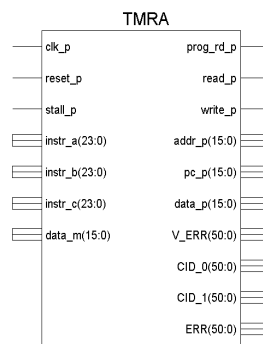 TMRA
clk_p prog_rd_p
reset_p read_p
stall_p write_p
instr_a(23:0) addr_p(15:0)
instr_b(23:0) pc_p(15:0)
instr_c(23:0) data_p(15:0)
data_m(15:0) V_ERR(50:0)
CID_0(50:0)
CID_1(50:0)
ERR(50:0)